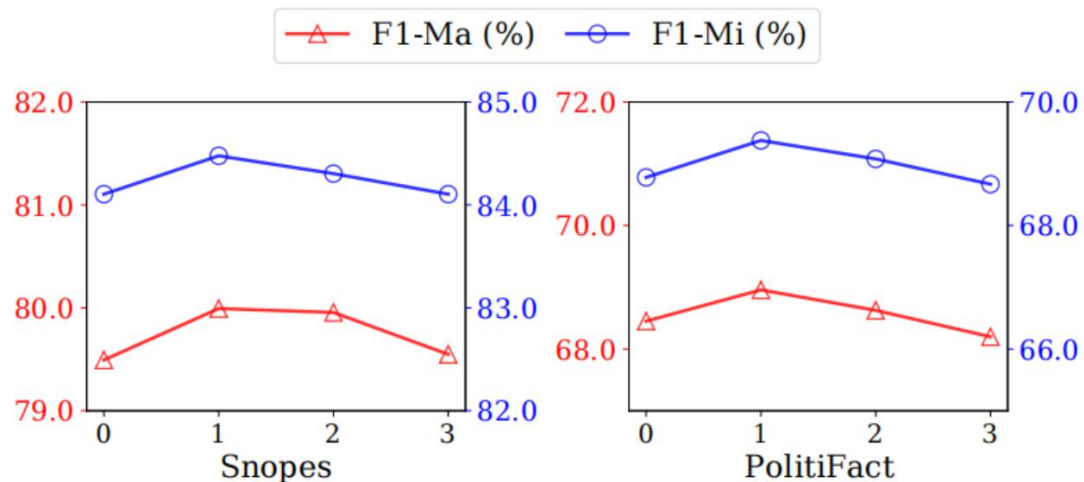 F1-Ma (%) F1-Mi (%)
82.0 85.0 72.0 70.0
81.0 84.0 70.0 68.0
80.0 83.0 68.0 66.0
79.0 82.0
0 1 2 3 0 1 2 3
Snopes PolitiFact